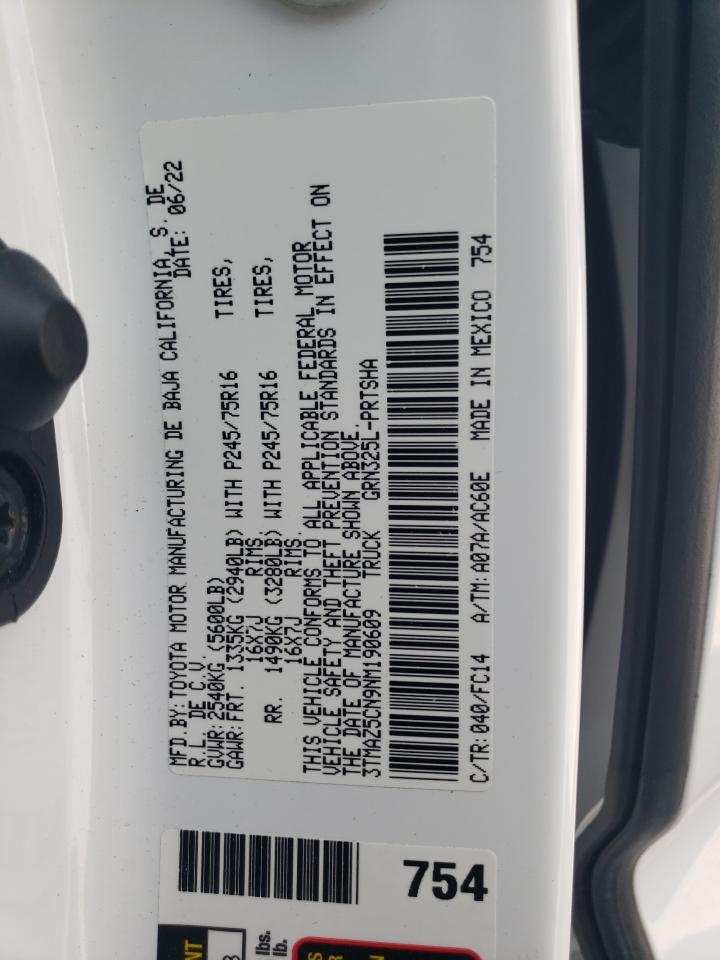 MFD.BY: TOYOTA MOTOR MANUFACTURING DE BAJA CALIFORNIA, S. DE
R.L. DE C.V. DATE: 06/22
GVWR: 2540KG (5600LB)
GAWR: FRT. 1335KG (2940LB) WITH P245/75R16 TIRES,
16X7J RIMS,
RR. 1490KG (3280LB) WITH P245/75R16 TIRES,
16X7J RIMS.
THIS VEHICLE CONFORMS TO ALL APPLICABLE FEDERAL MOTOR
VEHICLE SAFETY AND THEFT PREVENTION STANDARDS IN EFFECT ON
THE DATE OF MANUFACTURE SHOWN ABOVE.
3TMAZ5CN9NM190609 TRUCK GRN325L-PRTSHA
C/TR: 040/FC14 A/TM: A07A/AC60E MADE IN MEXICO 754
754
NT
lbs.
lb.